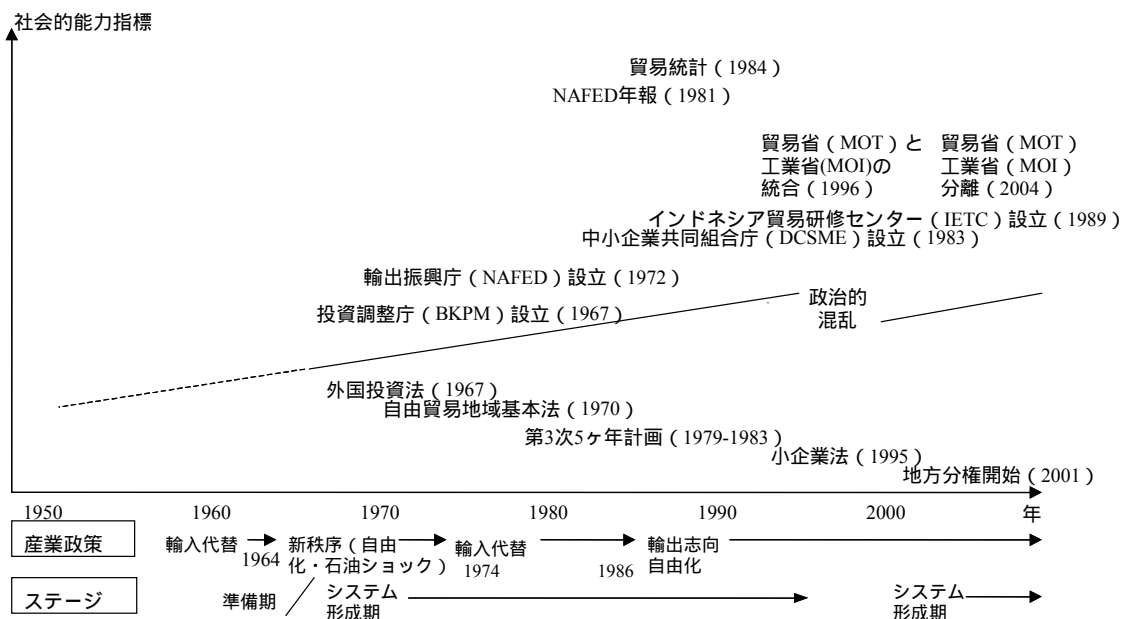 社会的能力指標
貿易統計（1984）
NAFED年報（1981）
貿易省（MOT）と
工業省(MOI)の
統合(1996)
貿易省（MOT）
工業省（MOI）
分離(2004)
インドネシア貿易研修センター（IETC）設立(1989)
中小企業共同組合庁（DCSME）設立(1983)
輸出振興庁（NAFED）設立(1972)
投資調整庁（BKPM）設立(1967)
政治的
混乱
外国投資法（1967）
自由貿易地域基本法（1970）
第3次5ヶ年計画（1979-1983）
小企業法（1995）
地方分権開始（2001）
1950 1960 1970 1980 1990 2000 年
産業政策
輸入代替
1964
新秩序（自由
化・石油ショック）
輸入代替
1974
1986
輸出志向
自由化
ステージ
準備期
システム
形成期
システム
形成期